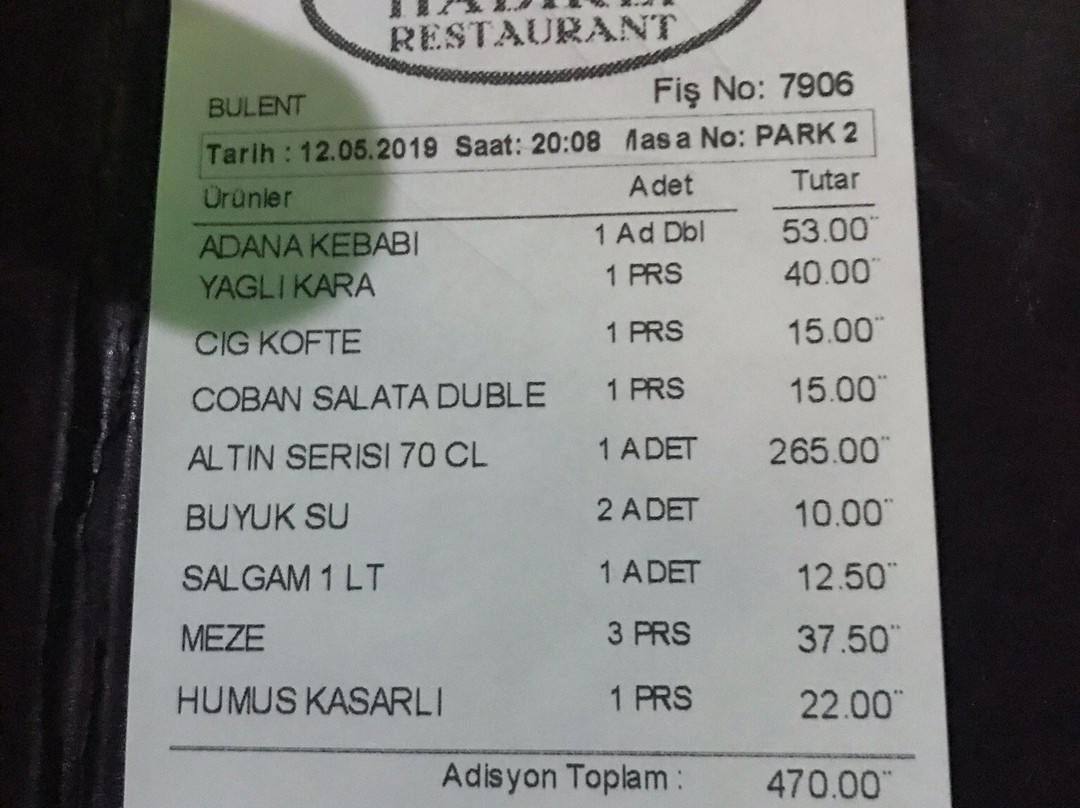 RESTAURANT
BULENT Fiş No: 7906
Tarih : 12.05.2019 Saat: 20:08 Masa No: PARK 2
Ürünler Adet Tutar
ADANA KEBABI 1 Ad Dbl 53.00¨
YAGLI KARA 1 PRS 40.00¨
CIG KOFTE 1 PRS 15.00¨
COBAN SALATA DUBLE 1 PRS 15.00¨
ALTIN SERISI 70 CL 1 ADET 265.00¨
BUYUK SU 2 ADET 10.00¨
SALGAM 1 LT 1 ADET 12.50¨
MEZE 3 PRS 37.50¨
HUMUS KASARLI 1 PRS 22.00¨
Adisyon Toplam : 470.00¨